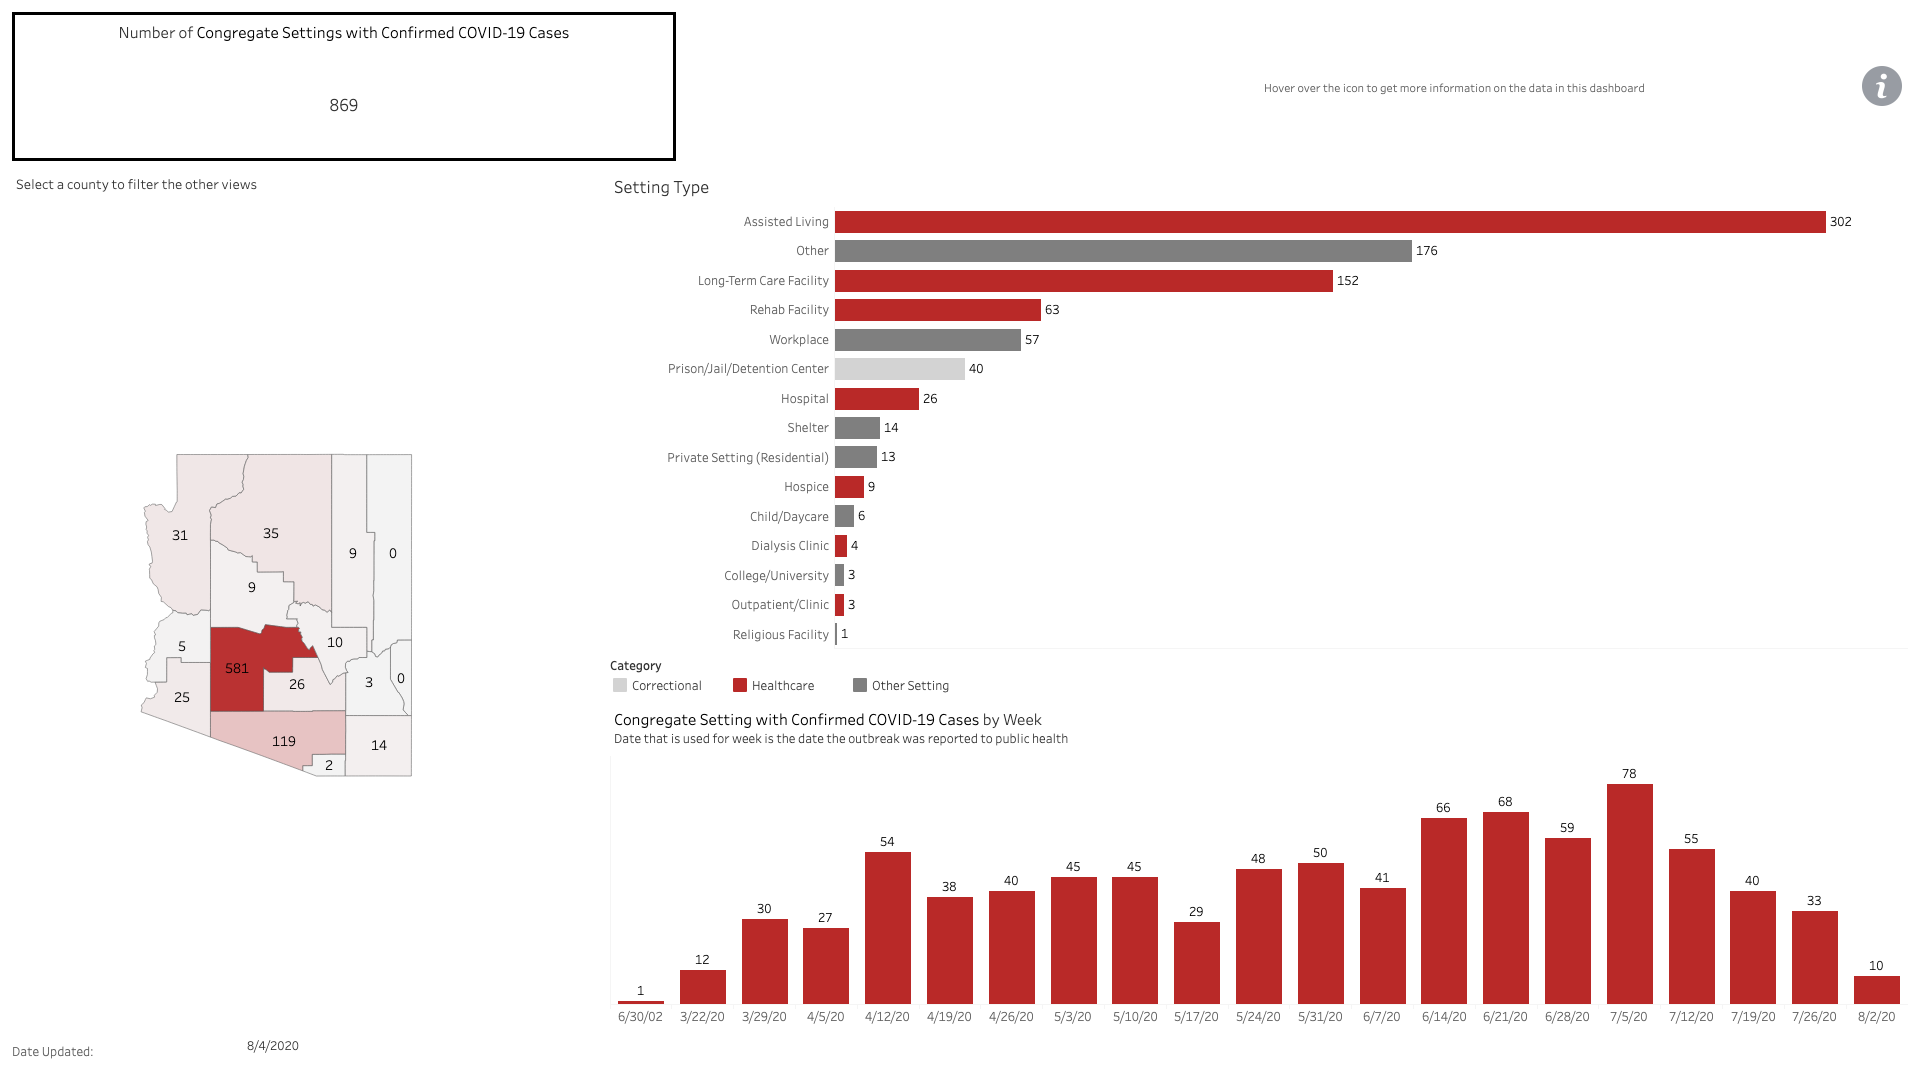 Number of Congregate Settings with Confirmed COVID-19 Cases
869
Hover over the icon to get more information on the data in this dashboard
i
Select a county to filter the other views
31
35
9
0
9
5
10
581
26
3
0
25
119
14
2
Setting Type
Assisted Living 302
Other 176
Long-Term Care Facility 152
Rehab Facility 63
Workplace 57
Prison/Jail/Detention Center 40
Hospital 26
Shelter 14
Private Setting (Residential) 13
Hospice 9
Child/Daycare 6
Dialysis Clinic 4
College/University 3
Outpatient/Clinic 3
Religious Facility 1
Category
Correctional Healthcare Other Setting
Congregate Setting with Confirmed COVID-19 Cases by Week
Date that is used for week is the date the outbreak was reported to public health
1 12 30 27 54 38 40 45 45 29 48 50 41 66 68 59 78 55 40 33 10
6/30/02 3/22/20 3/29/20 4/5/20 4/12/20 4/19/20 4/26/20 5/3/20 5/10/20 5/17/20 5/24/20 5/31/20 6/7/20 6/14/20 6/21/20 6/28/20 7/5/20 7/12/20 7/19/20 7/26/20 8/2/20
Date Updated: 8/4/2020